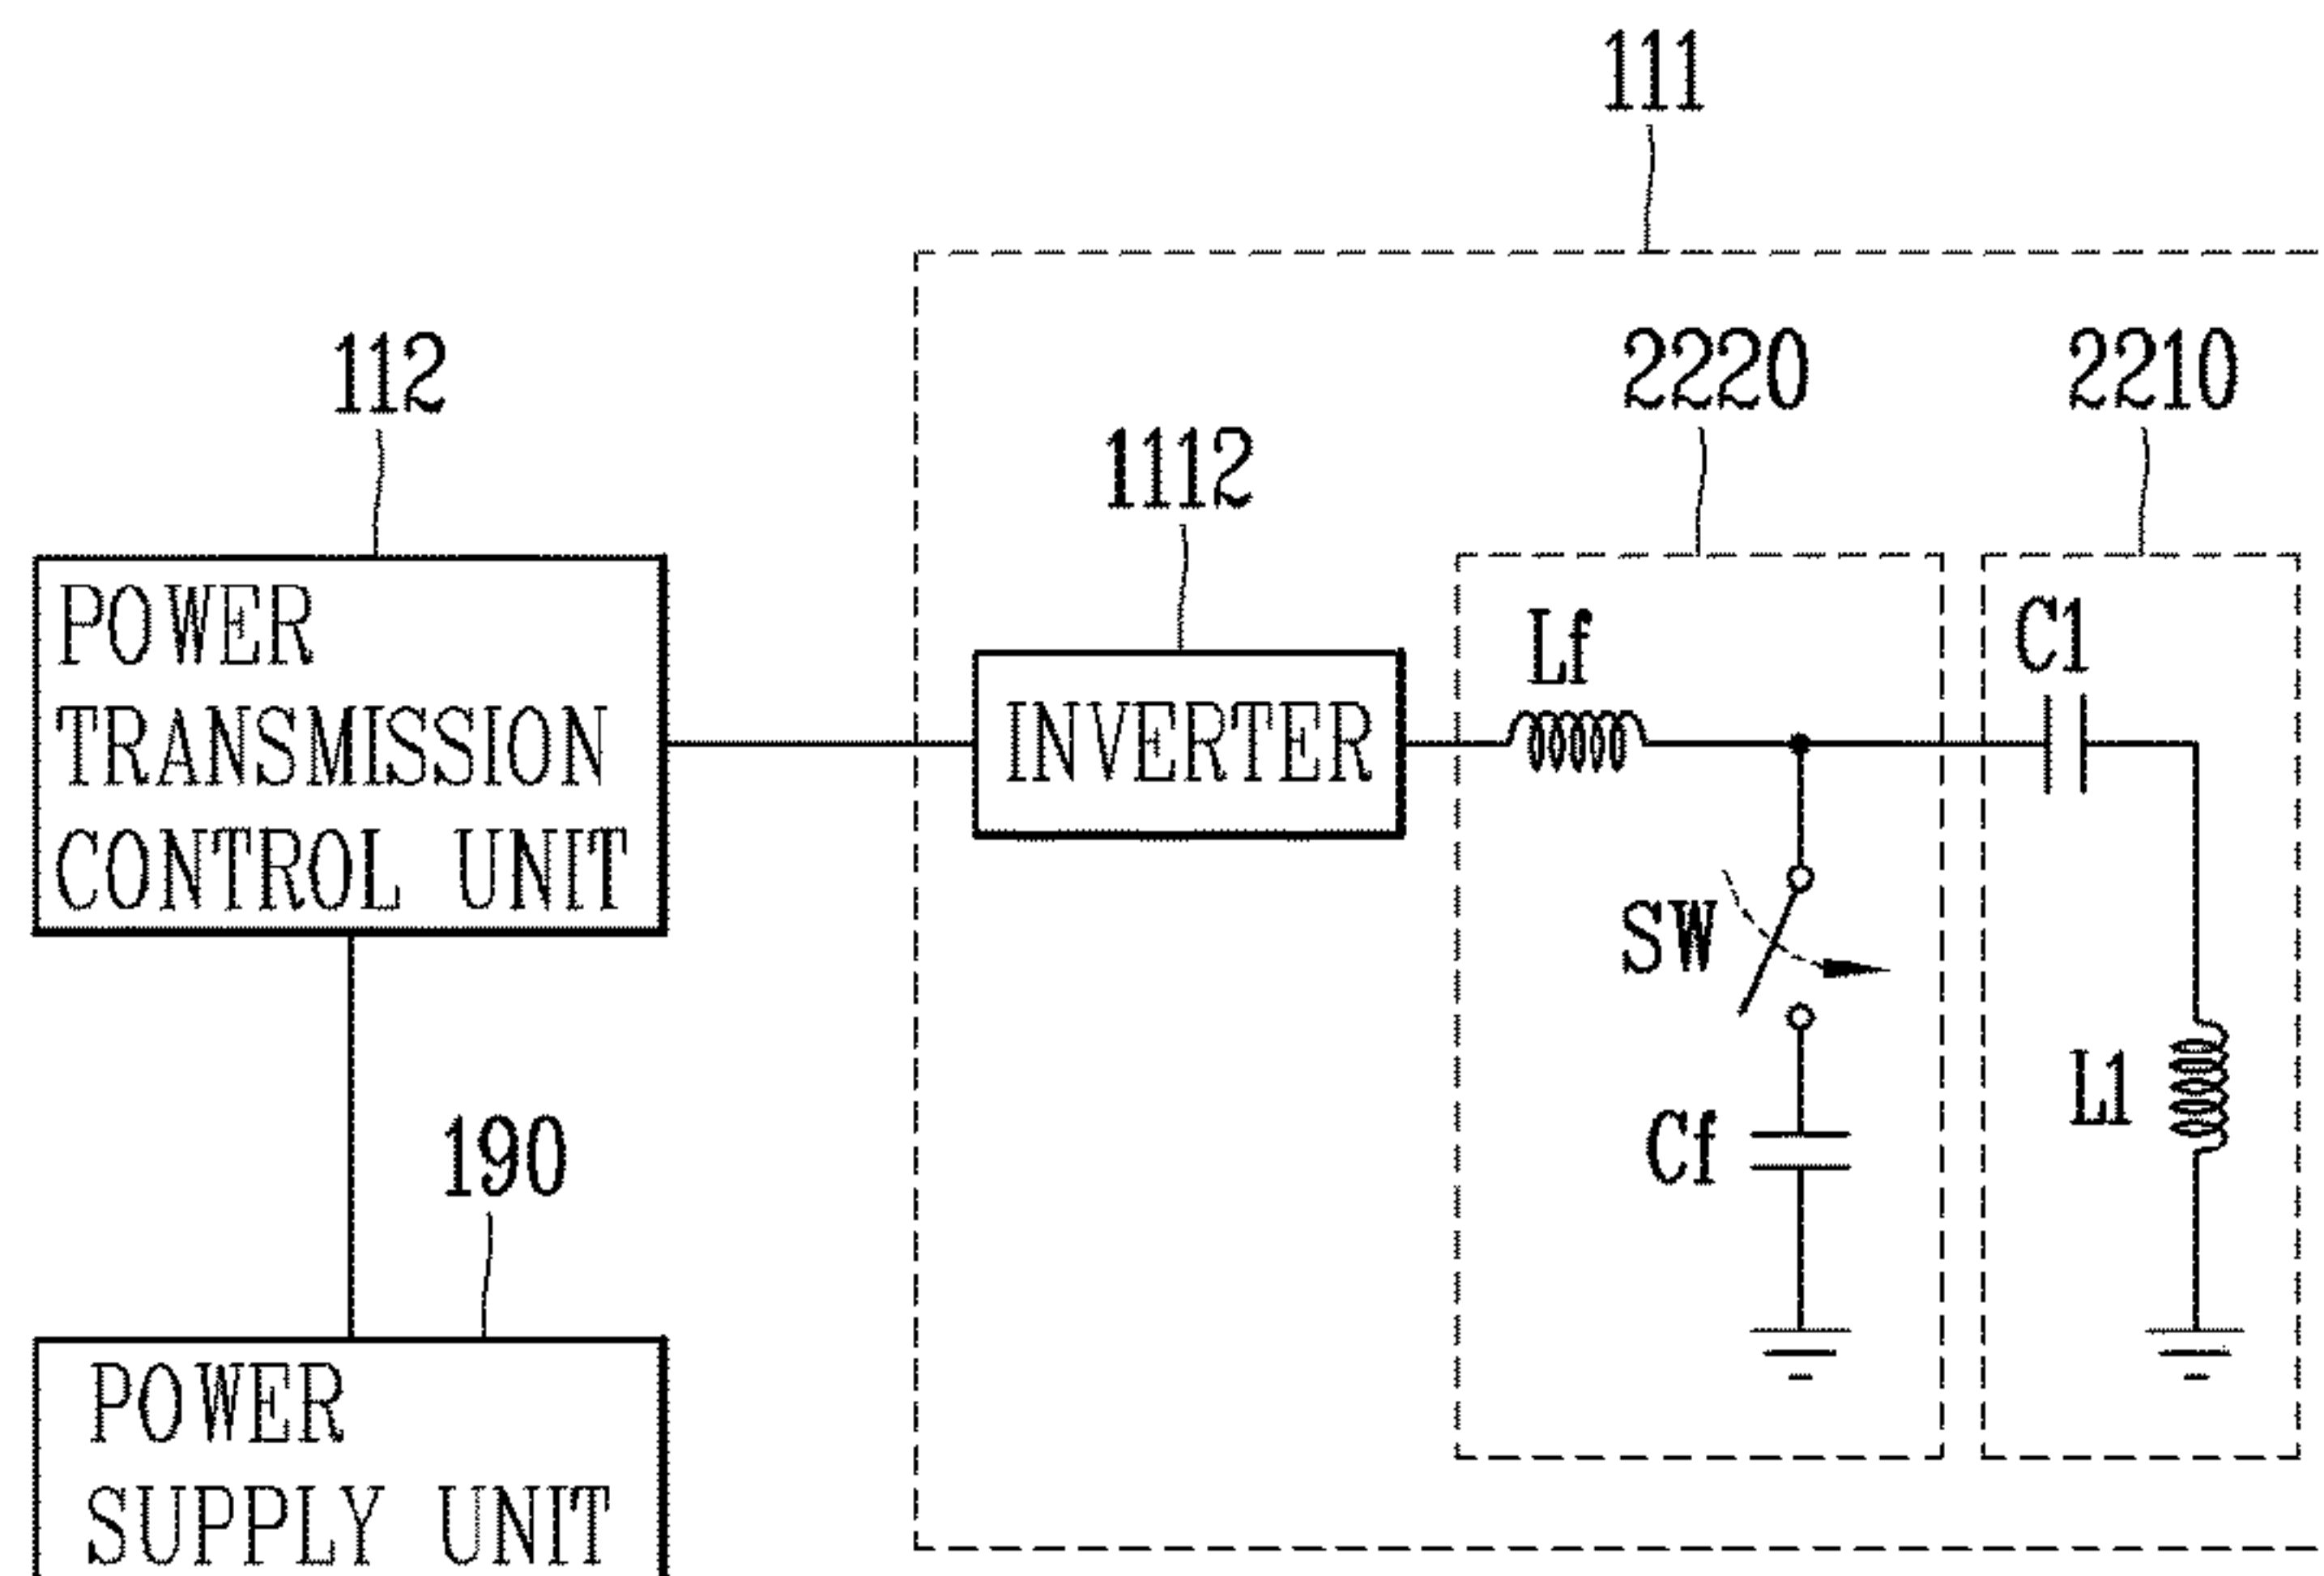 111
112
2220
2210
1112
POWER
TRANSMISSION
CONTROL UNIT
INVERTER
Lf
C1
SW
Cf
L1
190
POWER
SUPPLY UNIT